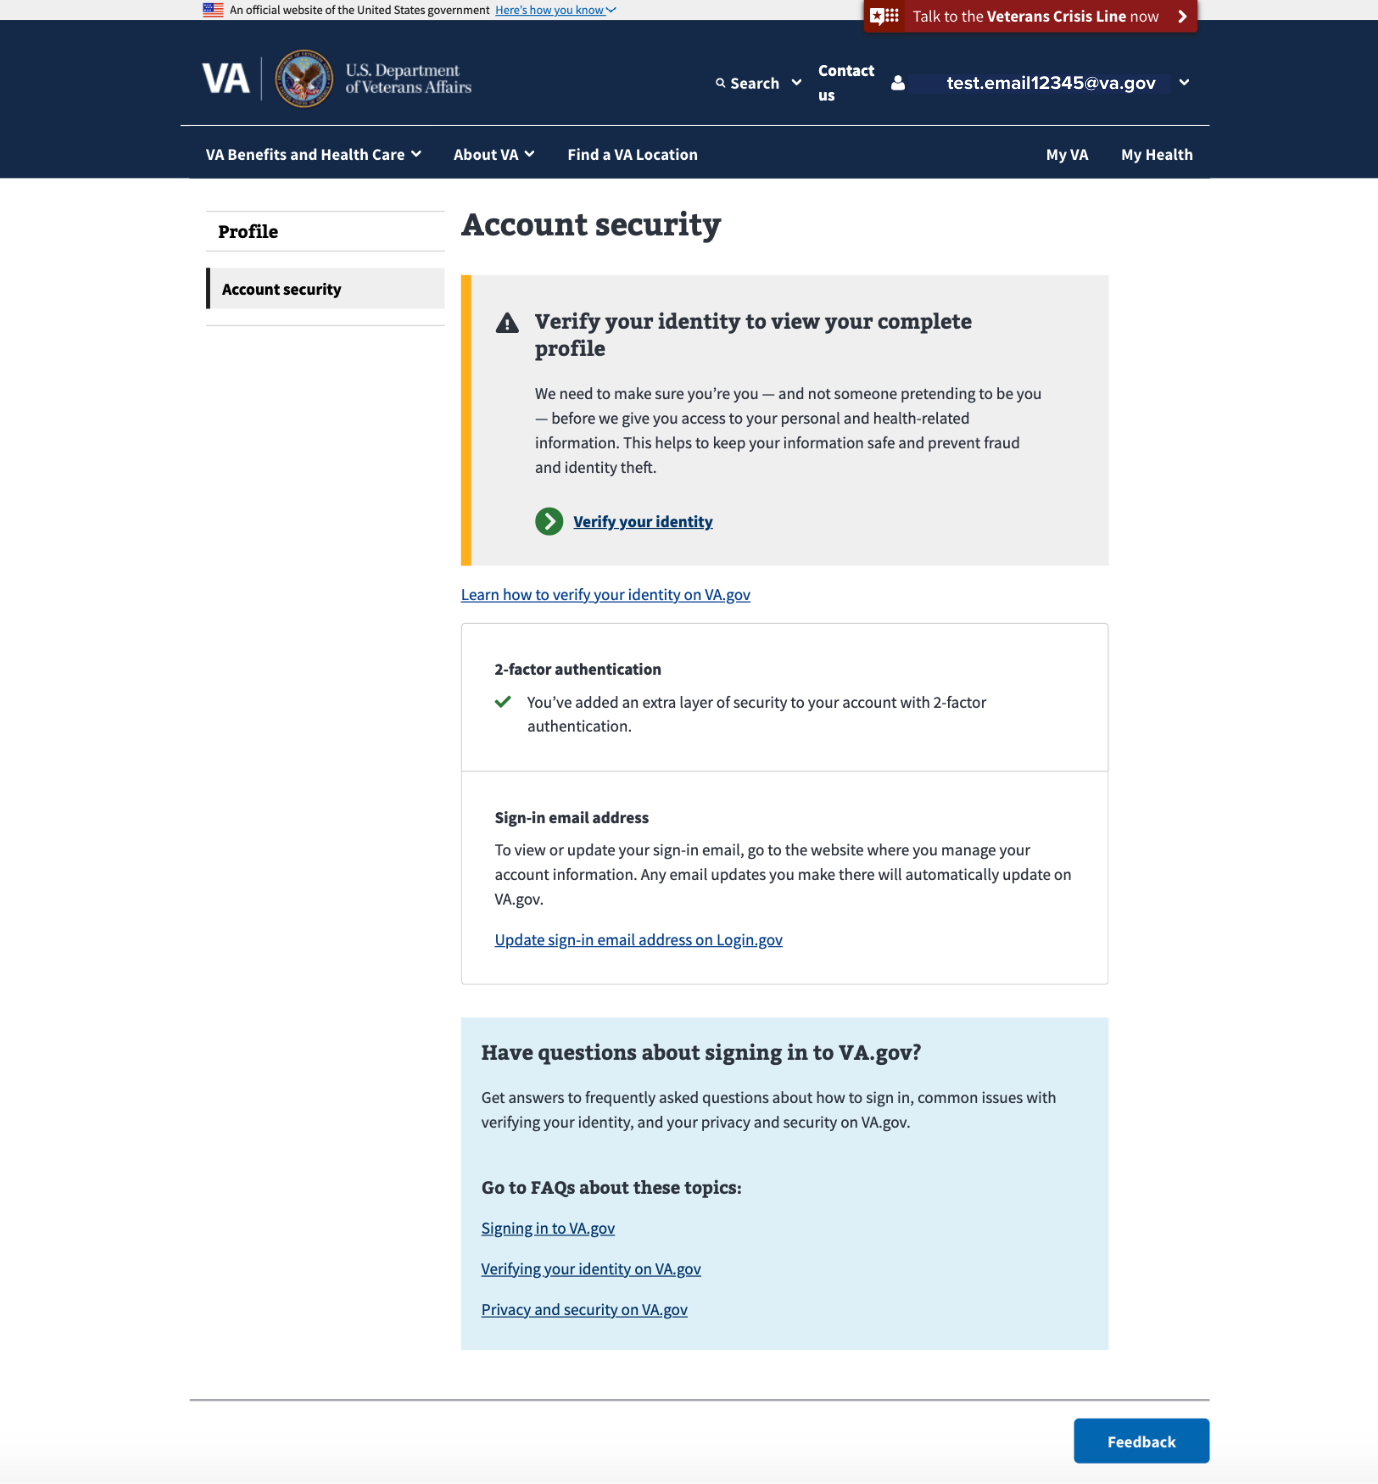 An official website of the United States government Here's how you know
Talk to the Veterans Crisis Line now
VA
U.S. Department
of Veterans Affairs
Search
Contact
us
test.email12345@va.gov
VA Benefits and Health Care
About VA
Find a VA Location
My VA
My Health
Profile
Account security
Account security
Verify your identity to view your complete
profile
We need to make sure you’re you — and not someone pretending to be you
— before we give you access to your personal and health-related
information. This helps to keep your information safe and prevent fraud
and identity theft.
Verify your identity
Learn how to verify your identity on VA.gov
2-factor authentication
You’ve added an extra layer of security to your account with 2-factor
authentication.
Sign-in email address
To view or update your sign-in email, go to the website where you manage your
account information. Any email updates you make there will automatically update on
VA.gov.
Update sign-in email address on Login.gov
Have questions about signing in to VA.gov?
Get answers to frequently asked questions about how to sign in, common issues with
verifying your identity, and your privacy and security on VA.gov.
Go to FAQs about these topics:
Signing in to VA.gov
Verifying your identity on VA.gov
Privacy and security on VA.gov
Feedback